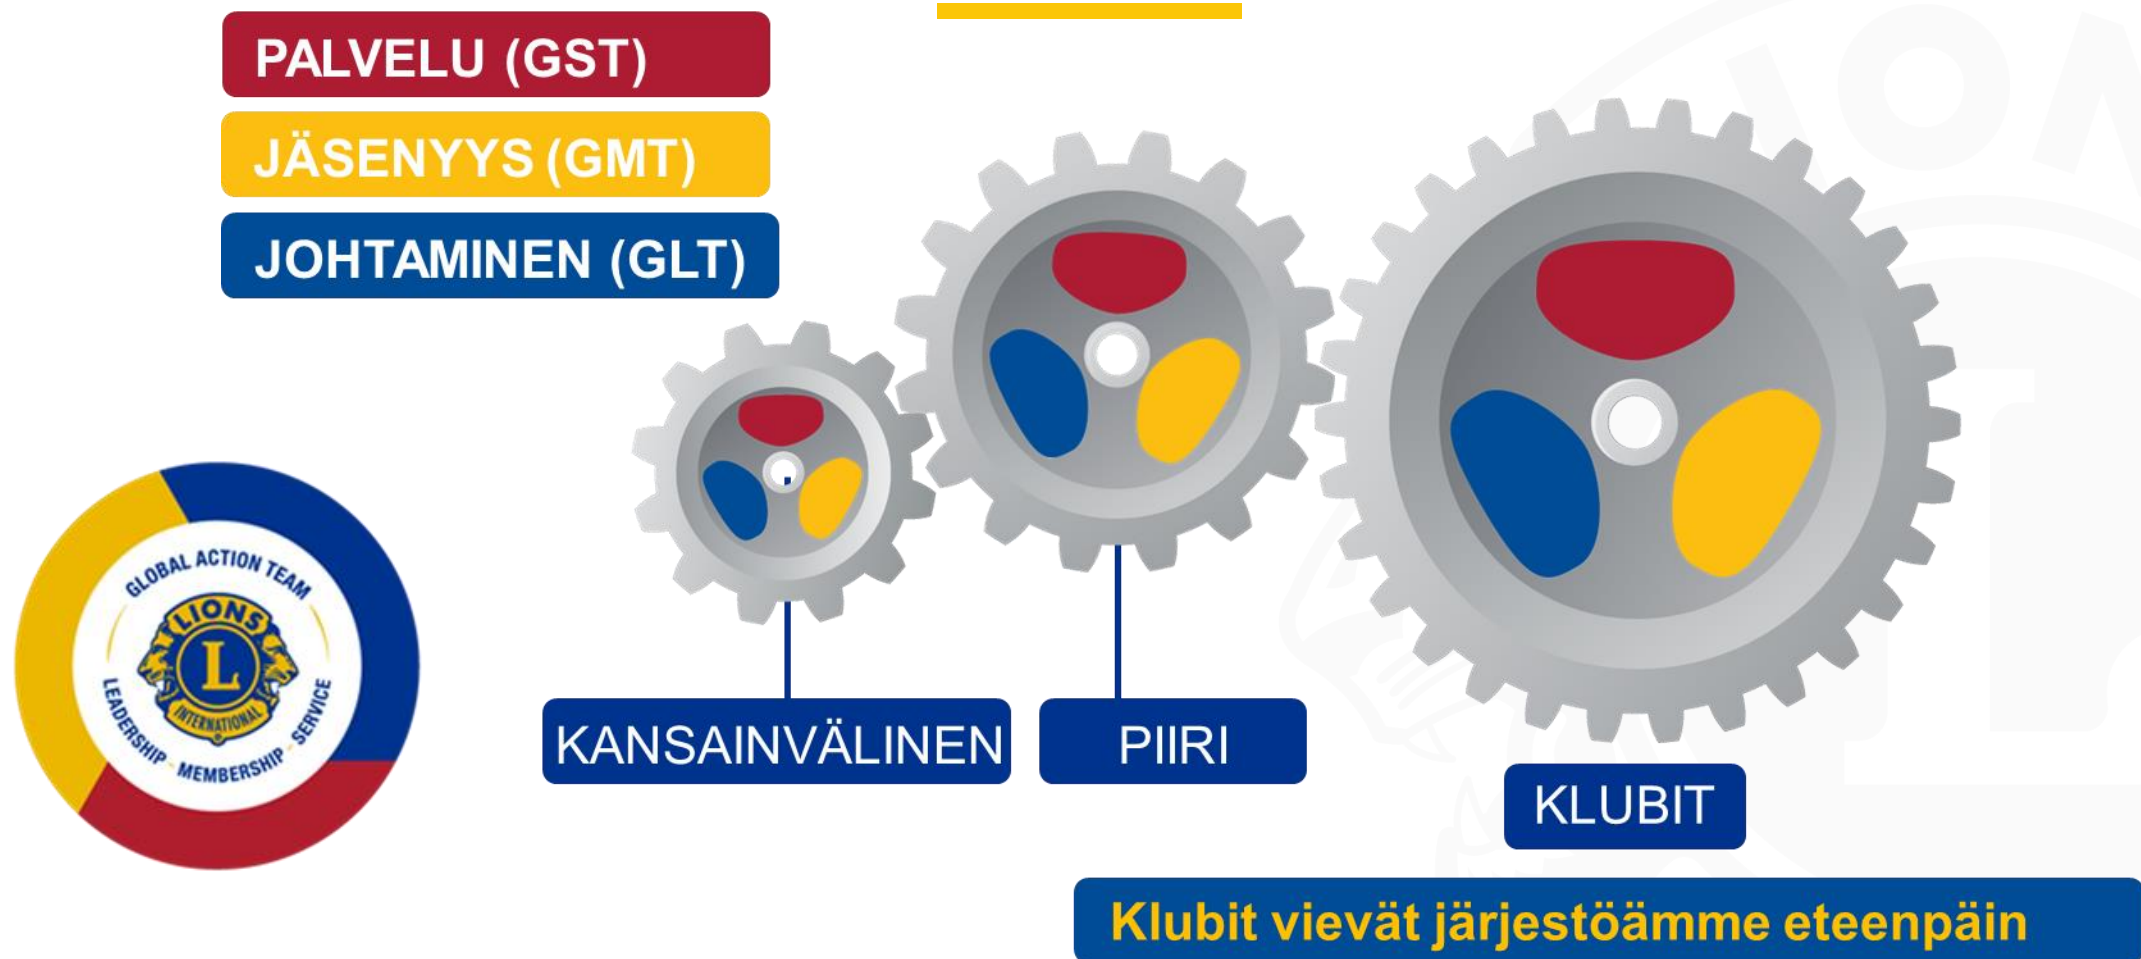 PALVELU (GST)
JÄSENYYS (GMT)
JOHTAMINEN (GLT)
GLOBAL ACTION TEAM
LIONS
L
INTERNATIONAL
LEADERSHIP - MEMBERSHIP - SERVICE
KANSAINVÄLINEN
PIIRI
KLUBIT
Klubit vievät järjestöämme eteenpäin